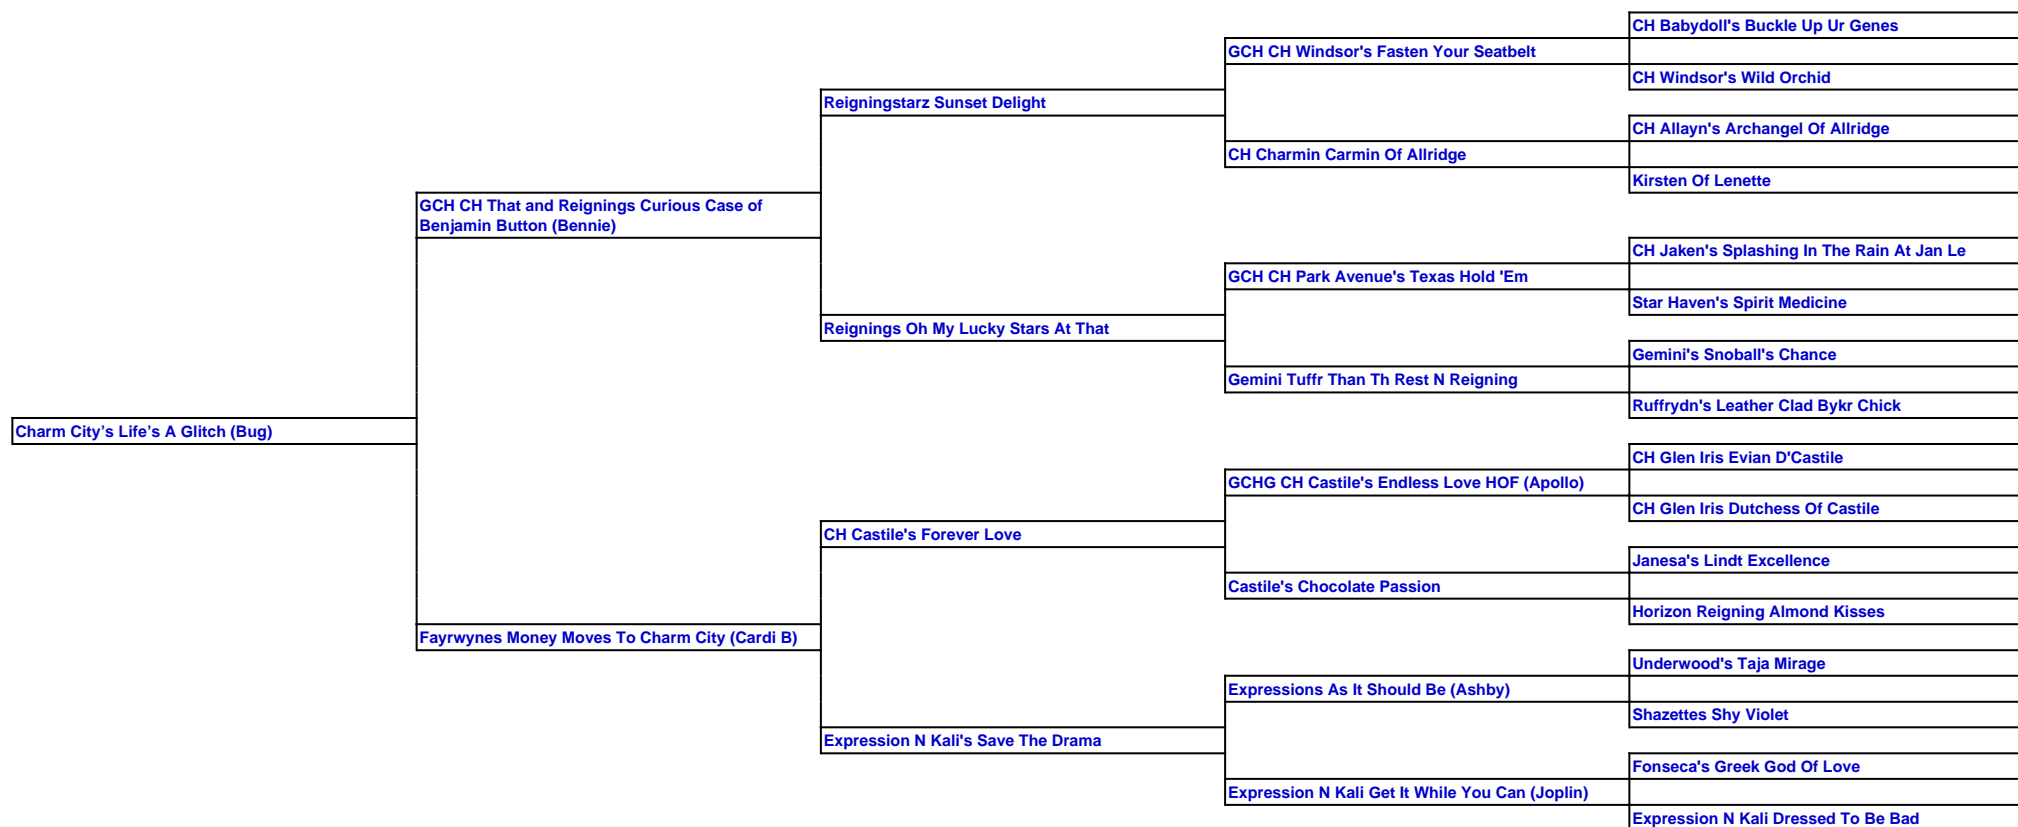 CH Babydoll's Buckle Up Ur Genes
GCH CH Windsor's Fasten Your Seatbelt
CH Windsor's Wild Orchid
Reigningstarz Sunset Delight
CH Allayn's Archangel Of Allridge
CH Charmin Carmin Of Allridge
Kirsten Of Lenette
GCH CH That and Reignings Curious Case of
Benjamin Button (Bennie)
CH Jaken's Splashing In The Rain At Jan Le
GCH CH Park Avenue's Texas Hold 'Em
Star Haven's Spirit Medicine
Reignings Oh My Lucky Stars At That
Gemini's Snoball's Chance
Gemini Tuffr Than Th Rest N Reigning
Ruffrydn's Leather Clad Bykr Chick
Charm City’s Life’s A Glitch (Bug)
CH Glen Iris Evian D'Castile
GCHG CH Castile's Endless Love HOF (Apollo)
CH Glen Iris Dutchess Of Castile
CH Castile's Forever Love
Janesa's Lindt Excellence
Castile's Chocolate Passion
Horizon Reigning Almond Kisses
Fayrwynes Money Moves To Charm City (Cardi B)
Underwood's Taja Mirage
Expressions As It Should Be (Ashby)
Shazettes Shy Violet
Expression N Kali's Save The Drama
Fonseca's Greek God Of Love
Expression N Kali Get It While You Can (Joplin)
Expression N Kali Dressed To Be Bad